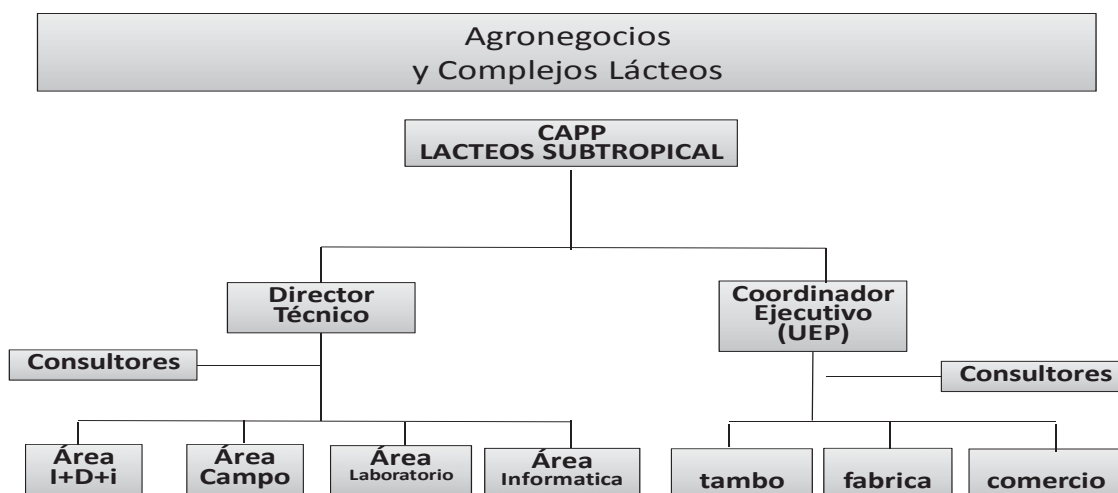 Agronegocios
y Complejos Lácteos
CAPP
LACTEOS SUBTROPICAL
Director
Técnico
Coordinador
Ejecutivo
(UEP)
Consultores
Consultores
Área
I+D+i
Área
Campo
Área
Laboratorio
Área
Informatica
tambo
fabrica
comercio